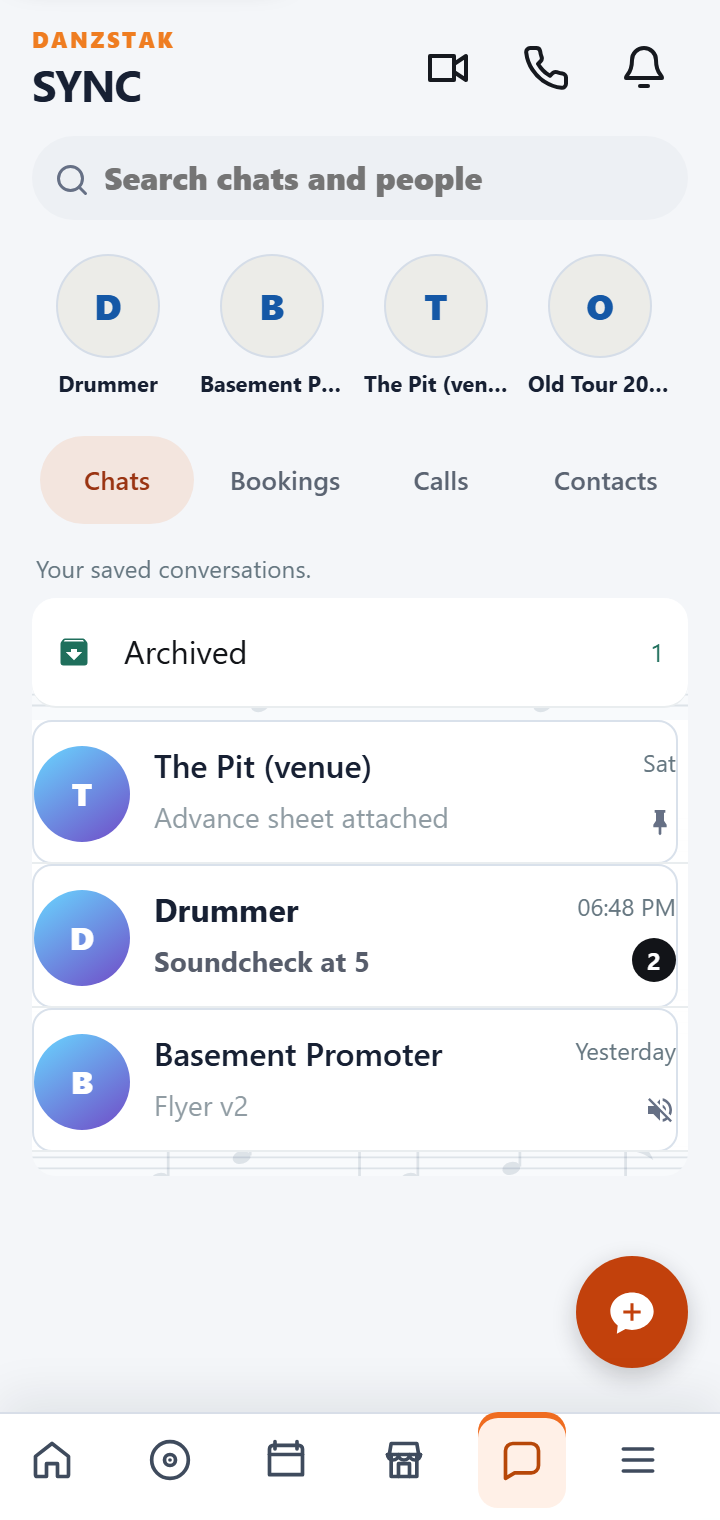 DANZSTAK
SYNC
Search chats and people
D
B
T
O
Drummer
Basement P...
The Pit (ven...
Old Tour 20...
Chats
Bookings
Calls
Contacts
Your saved conversations.
Archived
1
T
The Pit (venue)
Sat
Advance sheet attached
D
Drummer
06:48 PM
Soundcheck at 5
2
B
Basement Promoter
Yesterday
Flyer v2